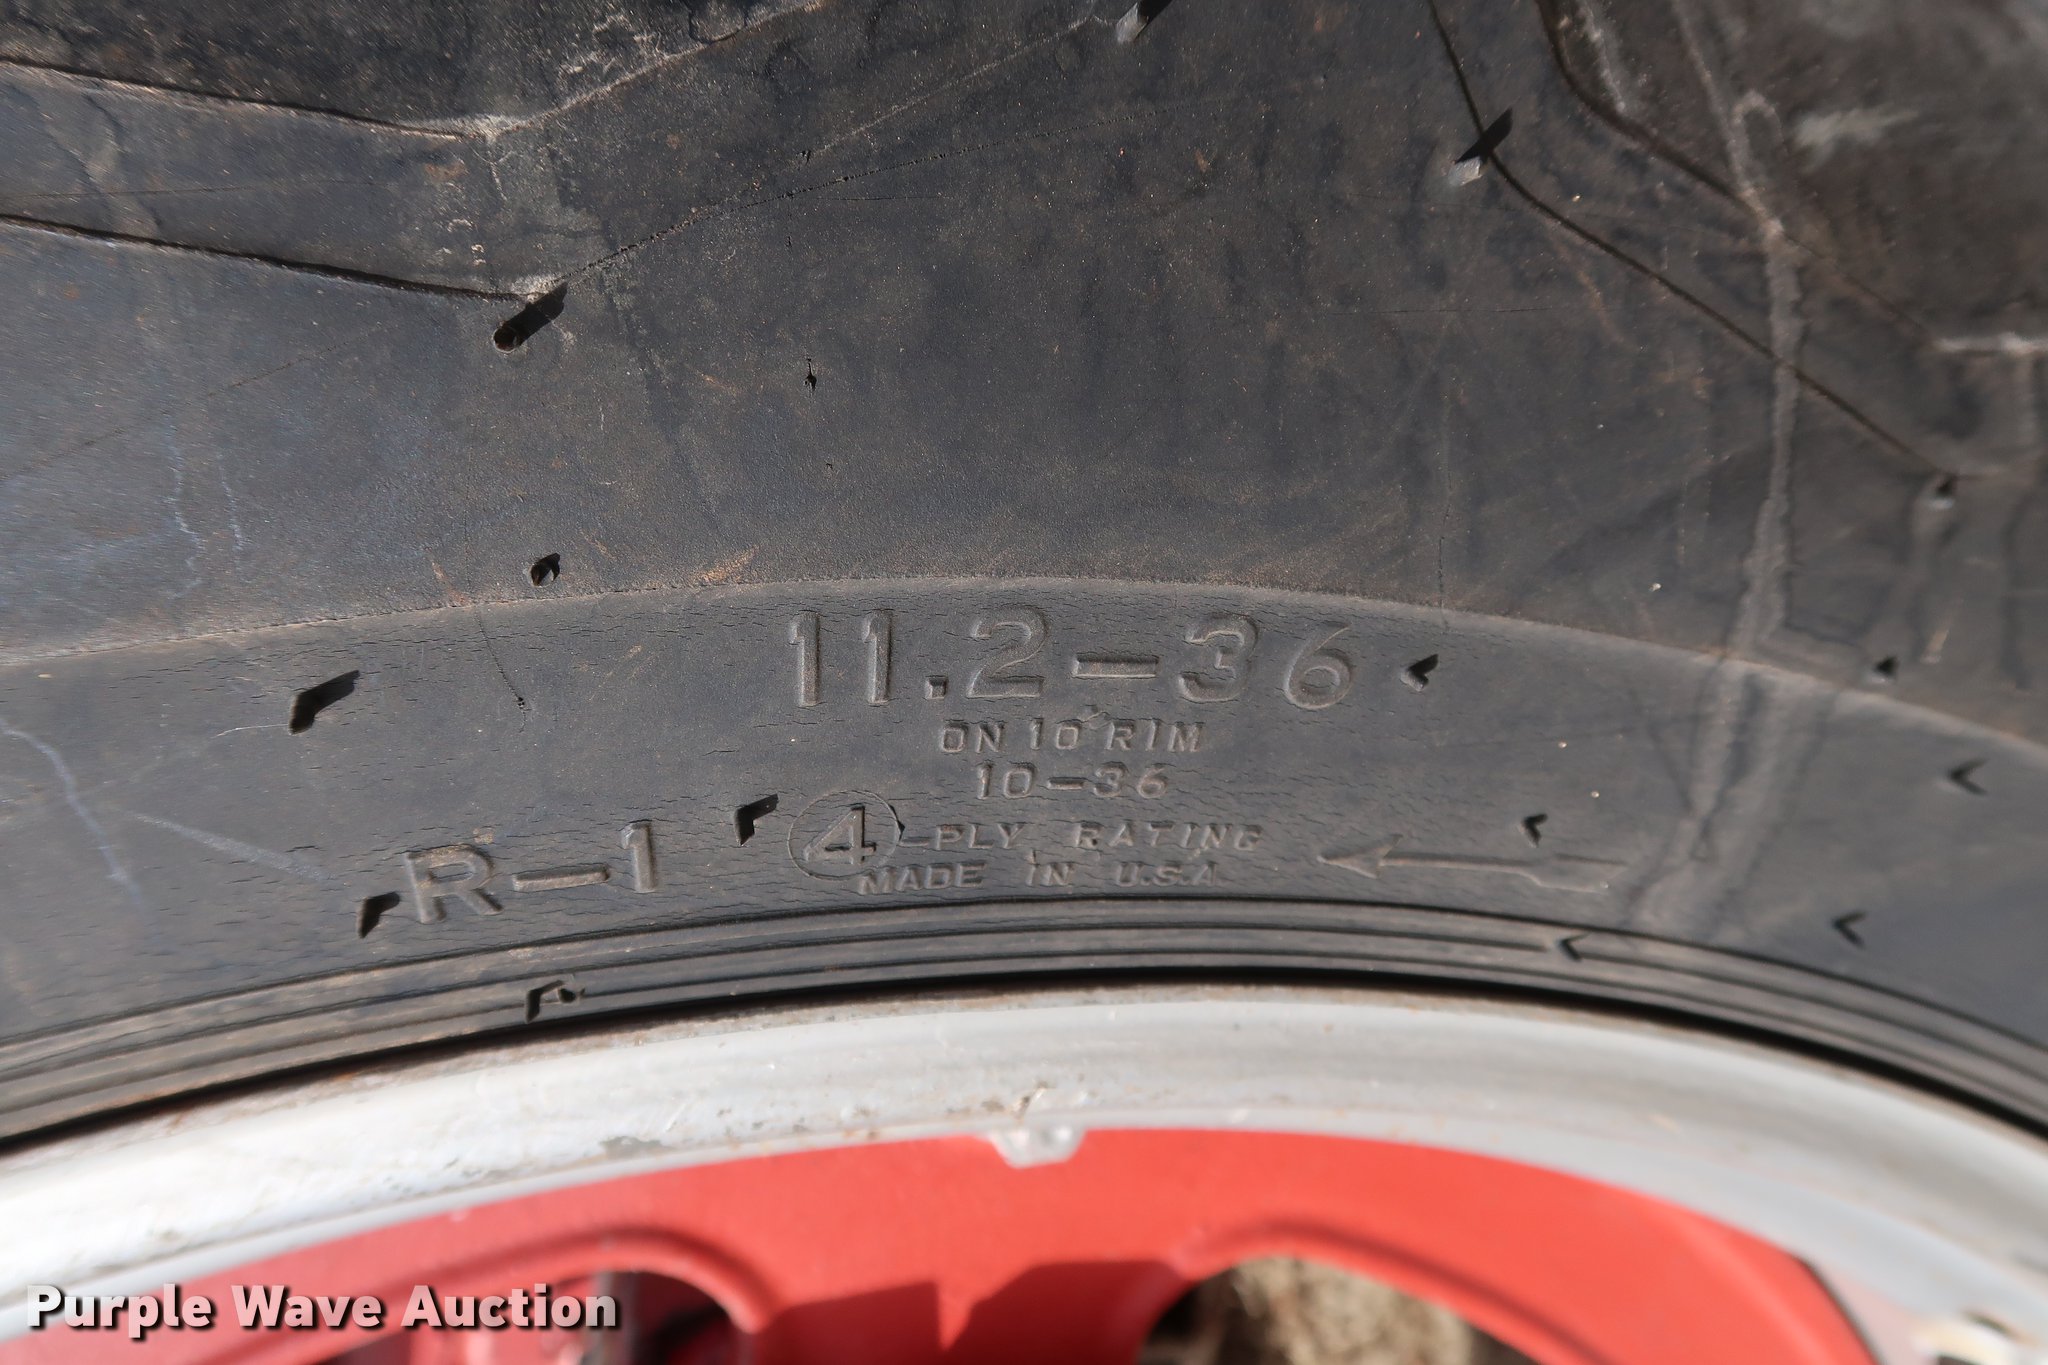 11.2-36
ON 10 RIM
10-36
R-1 4-PLY RATING
MADE IN U.S.A.
Purple Wave Auction